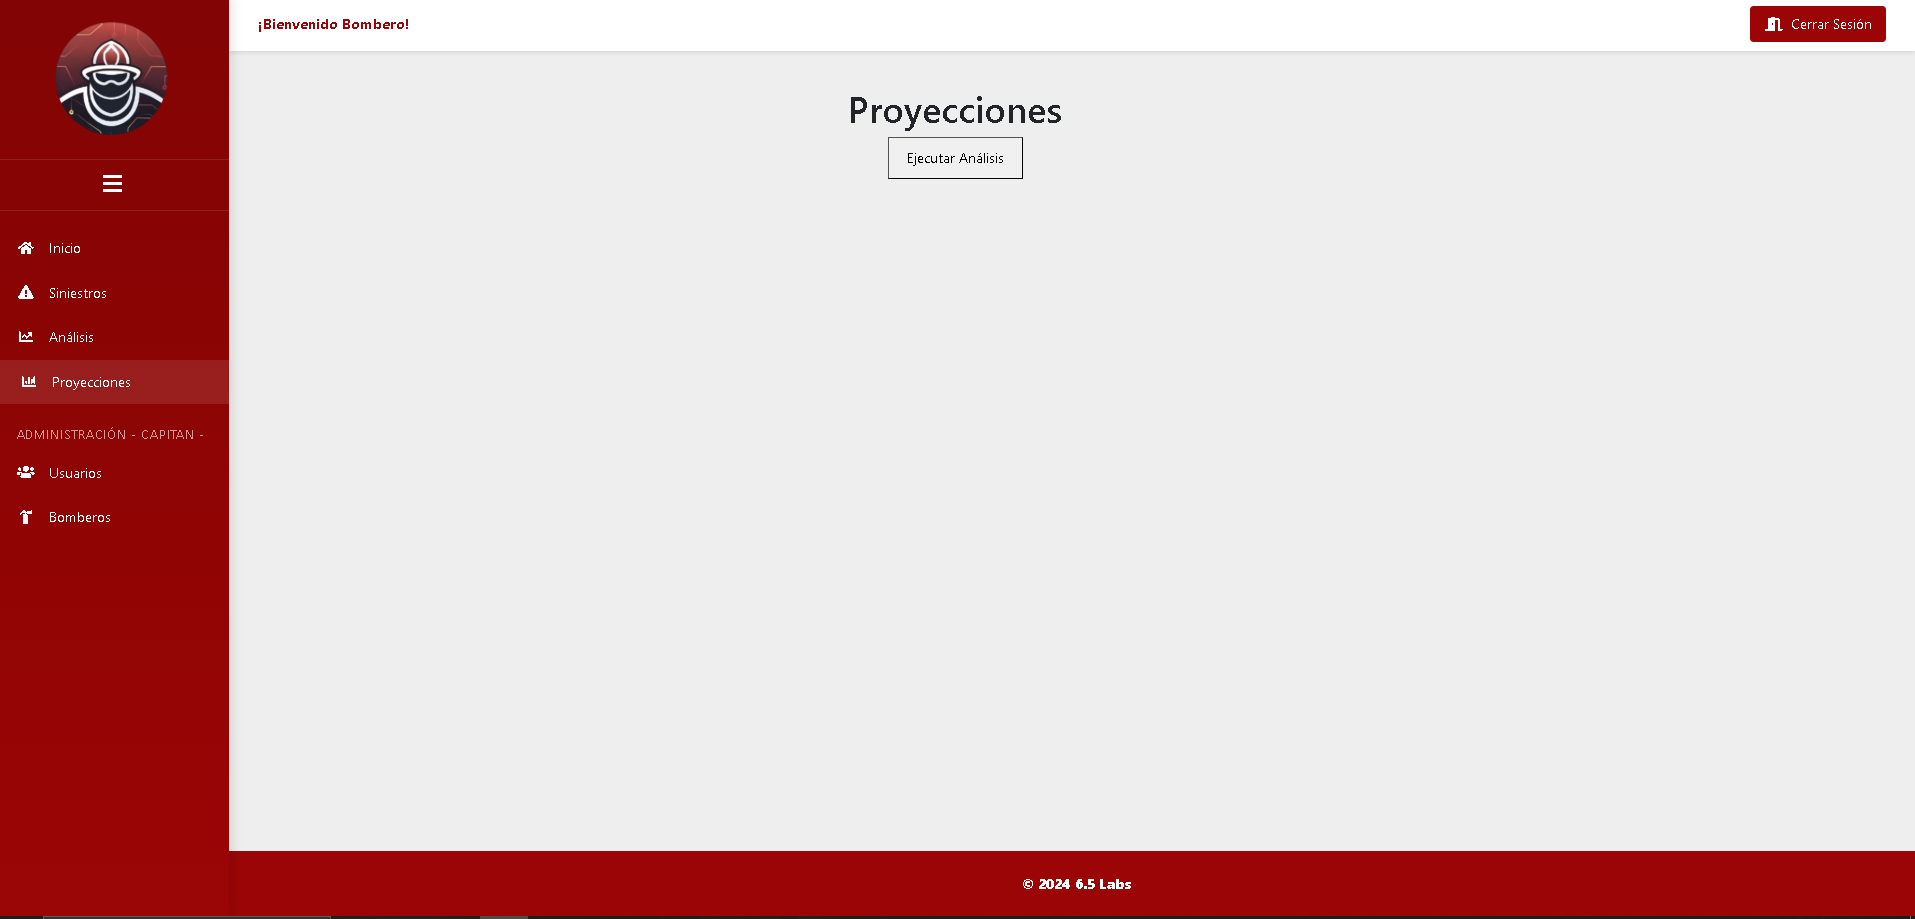 ¡Bienvenido Bombero!
Cerrar Sesión
Inicio
Siniestros
Análisis
Proyecciones
ADMINISTRACIÓN - CAPITAN -
Usuarios
Bomberos
Proyecciones
Ejecutar Análisis
© 2024 6.5 Labs